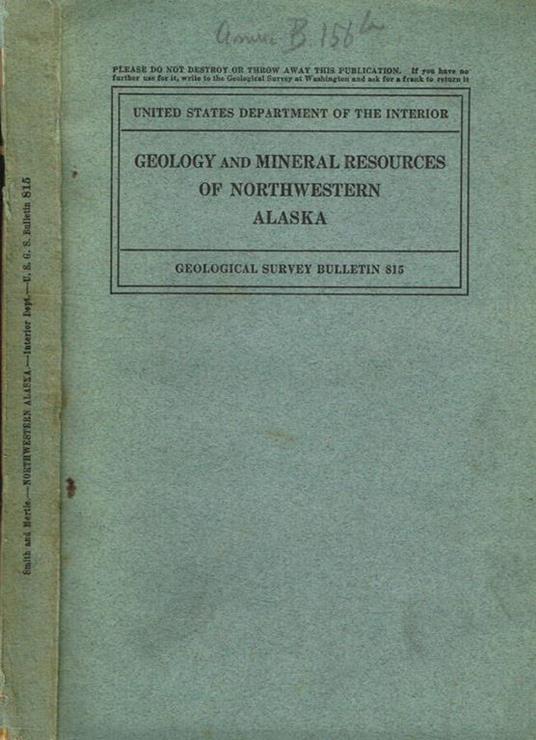 B. 156
PLEASE DO NOT DESTROY OR THROW AWAY THIS PUBLICATION. If you have no
further use for it, write to the Geological Survey at Washington and ask for a frank to return it
UNITED STATES DEPARTMENT OF THE INTERIOR
GEOLOGY AND MINERAL RESOURCES
OF NORTHWESTERN
ALASKA
GEOLOGICAL SURVEY BULLETIN 815
Smith and Mertie.—NORTHWESTERN ALASKA.—Interior Dept.—U. S. G. S. Bulletin 815